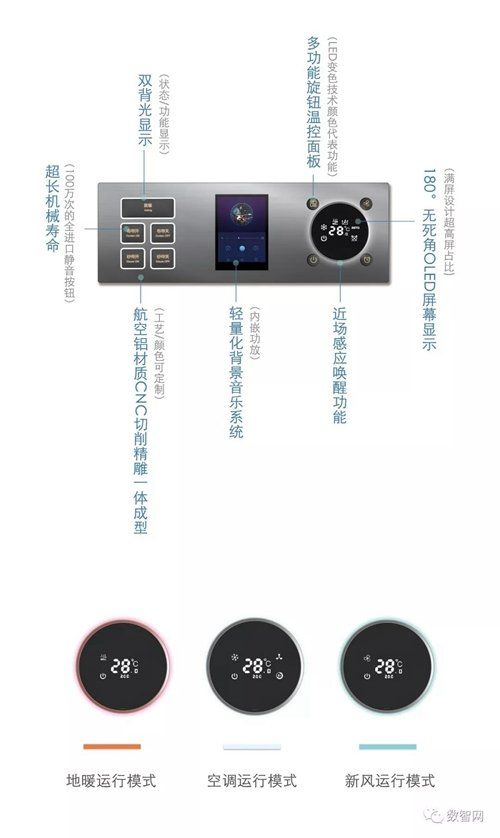 双背光显示
(状态/功能显示)
多功能旋钮温控面板
(LED变色技术颜色代表功能)
超长机械寿命
(100万次的全进口静音按钮)
180°无死角OLED屏幕显示
(满屏设计超高屏占比)
28℃
航空铝材质CNC切削精雕一体成型
(工艺/颜色可定制)
轻量化背景音乐系统
(内嵌功放)
近场感应唤醒功能
28℃
28℃
28℃
地暖运行模式
空调运行模式
新风运行模式
数智网